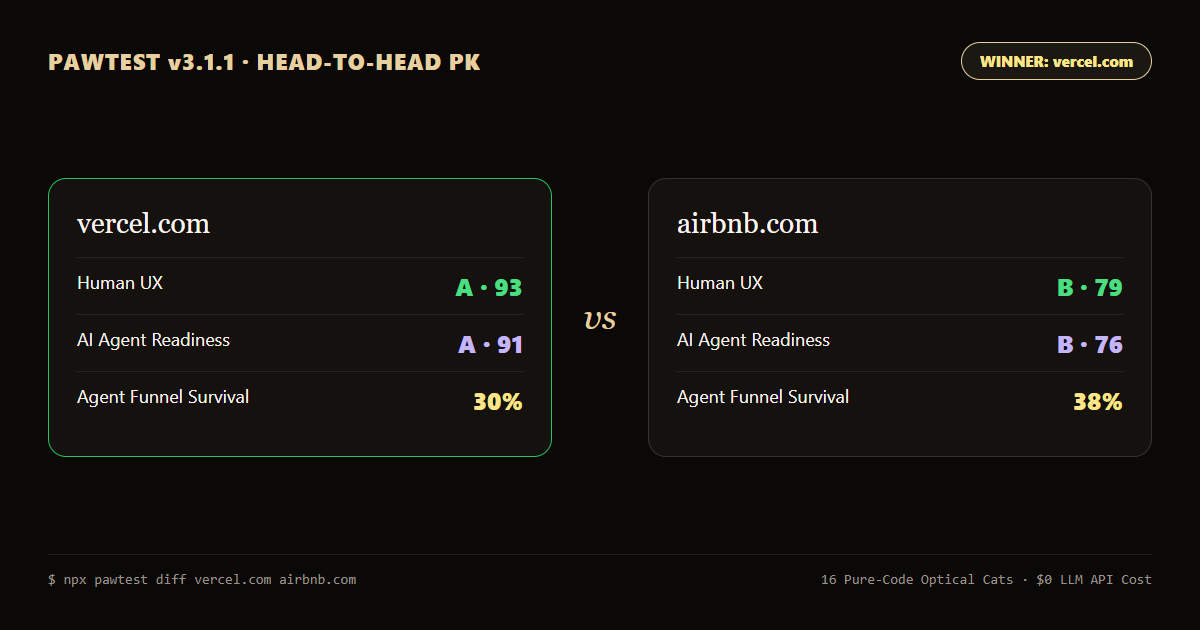 PAWTEST v3.1.1 · HEAD-TO-HEAD PK
WINNER: vercel.com
vercel.com
Human UX
A · 93
AI Agent Readiness
A · 91
Agent Funnel Survival
30%
vs
airbnb.com
Human UX
B · 79
AI Agent Readiness
B · 76
Agent Funnel Survival
38%
$ npx pawtest diff vercel.com airbnb.com
16 Pure-Code Optical Cats · $0 LLM API Cost